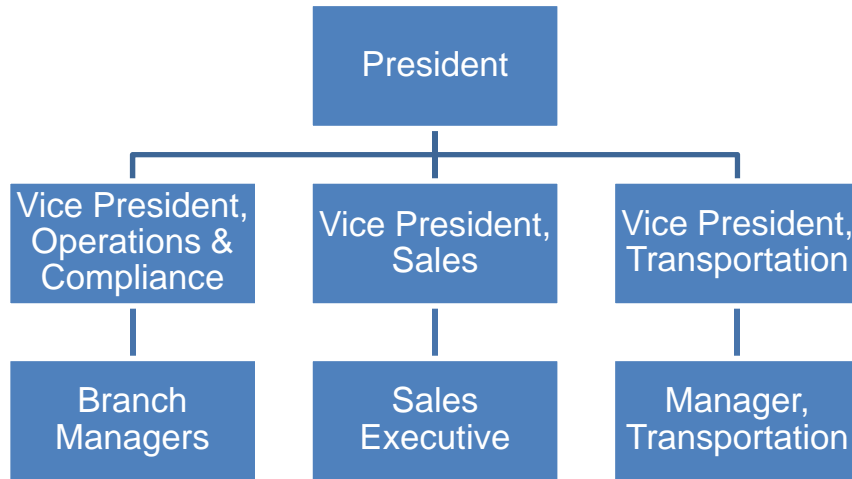 President
Vice President,
Operations &
Compliance
Vice President,
Sales
Vice President,
Transportation
Branch
Managers
Sales
Executive
Manager,
Transportation